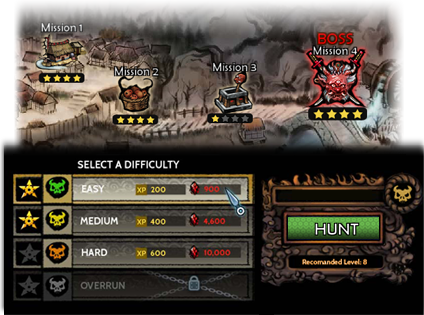 Mission 1
Mission 2
Mission 3
BOSS
Mission 4
SELECT A DIFFICULTY
EASY XP 200 900
MEDIUM XP 400 4,600
HARD XP 600 10,000
OVERRUN
HUNT
Recomanded Level: 8